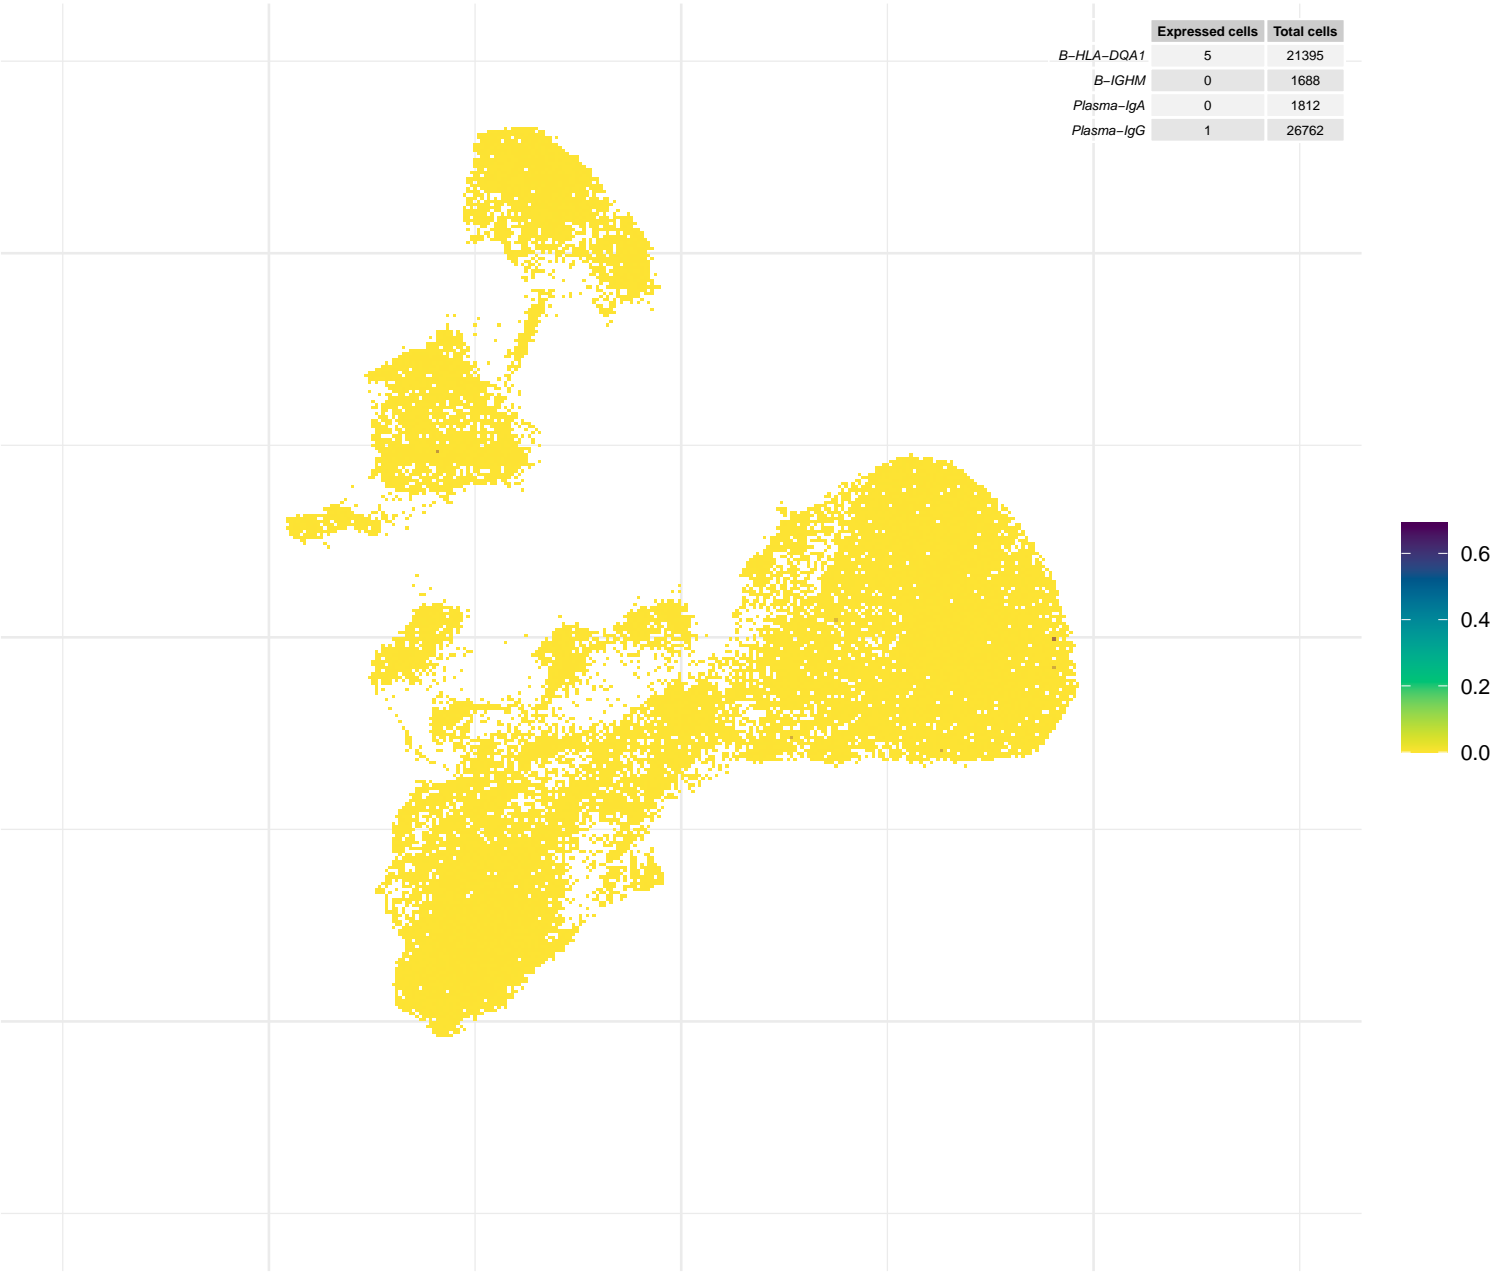 Expressed cells Total cells
B−HLA−DQA1 5 21395
B−IGHM 0 1688
Plasma−IgA 0 1812
Plasma−IgG 1 26762
0.6
0.4
0.2
0.0